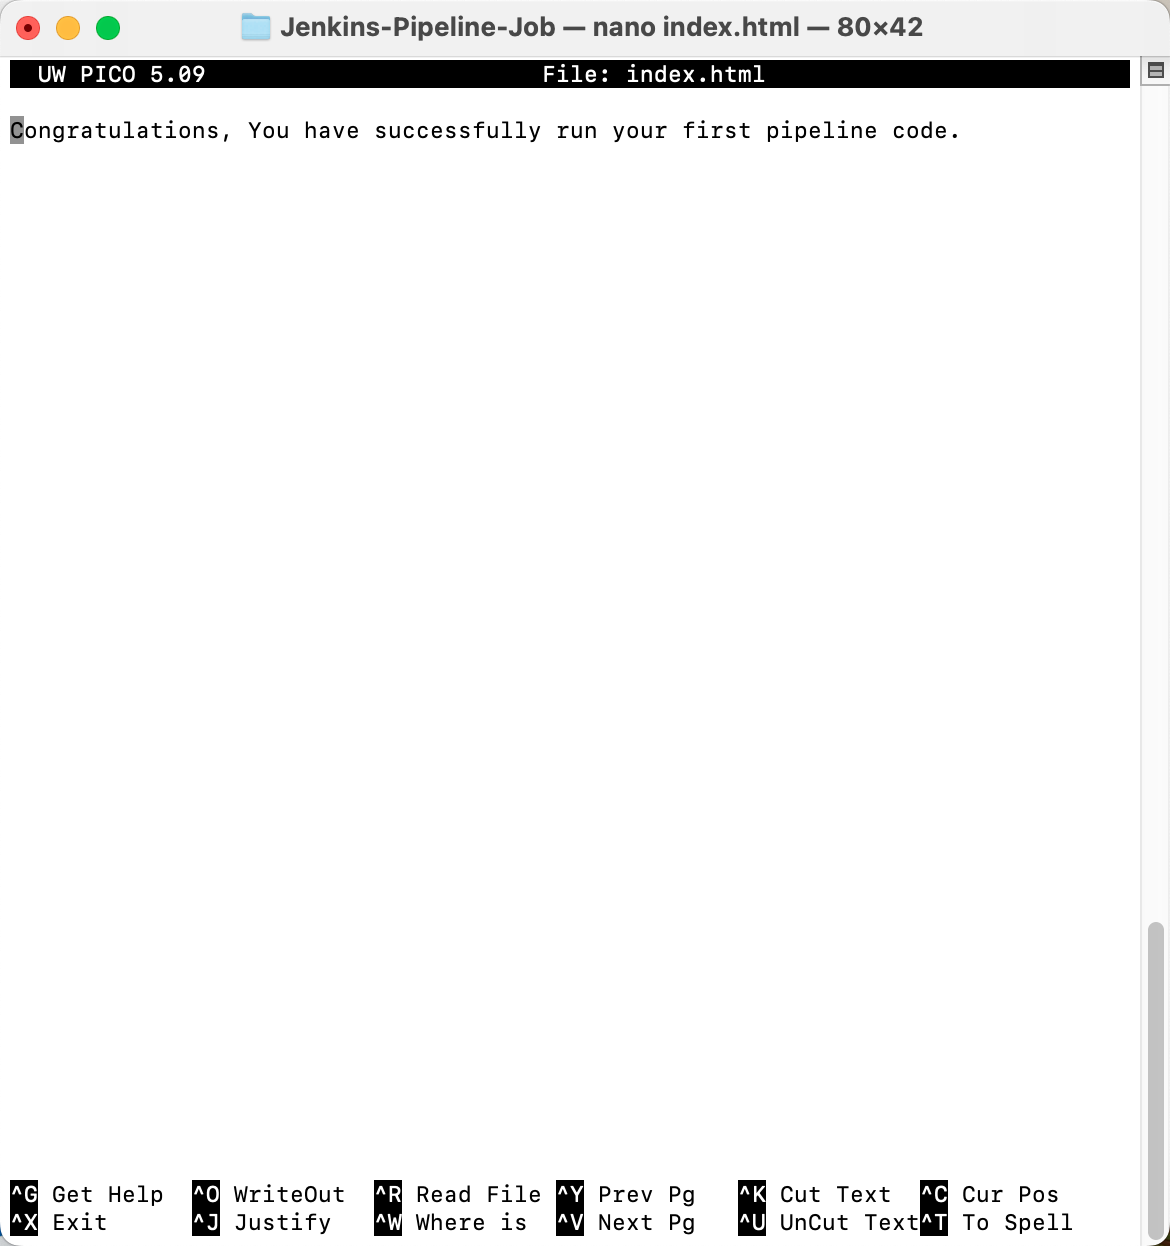 Jenkins-Pipeline-Job — nano index.html — 80×42
UW PICO 5.09 File: index.html
Congratulations, You have successfully run your first pipeline code.
^G Get Help ^O WriteOut ^R Read File ^Y Prev Pg ^K Cut Text ^C Cur Pos
^X Exit ^J Justify ^W Where is ^V Next Pg ^U UnCut Text^T To Spell